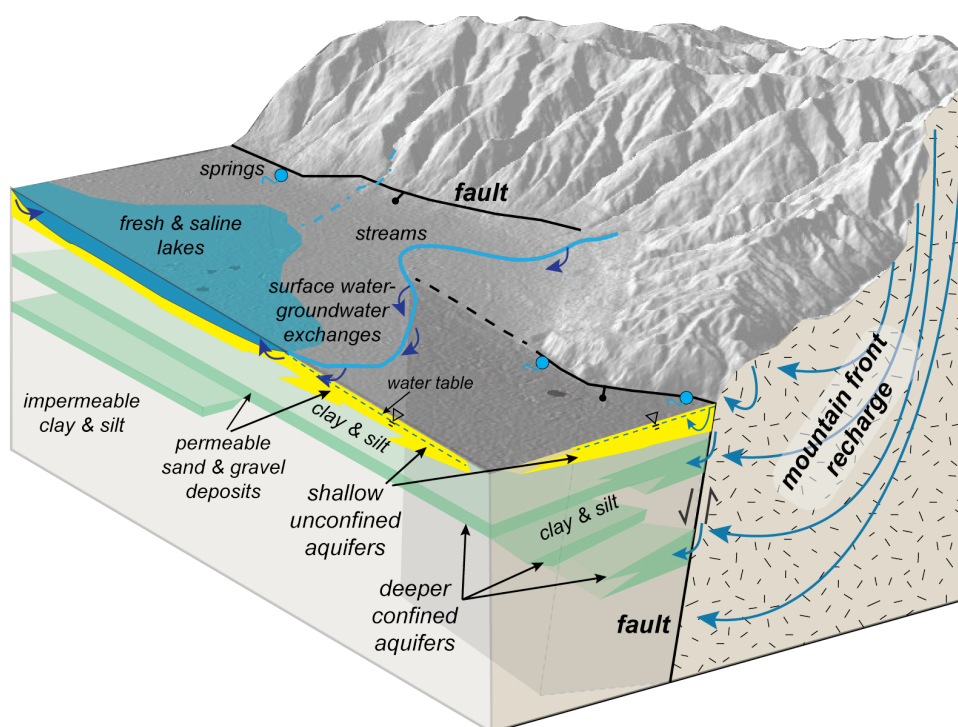 springs
fault
fresh & saline
lakes
streams
surface water-
groundwater
exchanges
water table
impermeable
clay & silt
clay & silt
permeable
sand & gravel
deposits
shallow
unconfined
aquifers
clay & silt
deeper
confined
aquifers
fault
mountain front
recharge